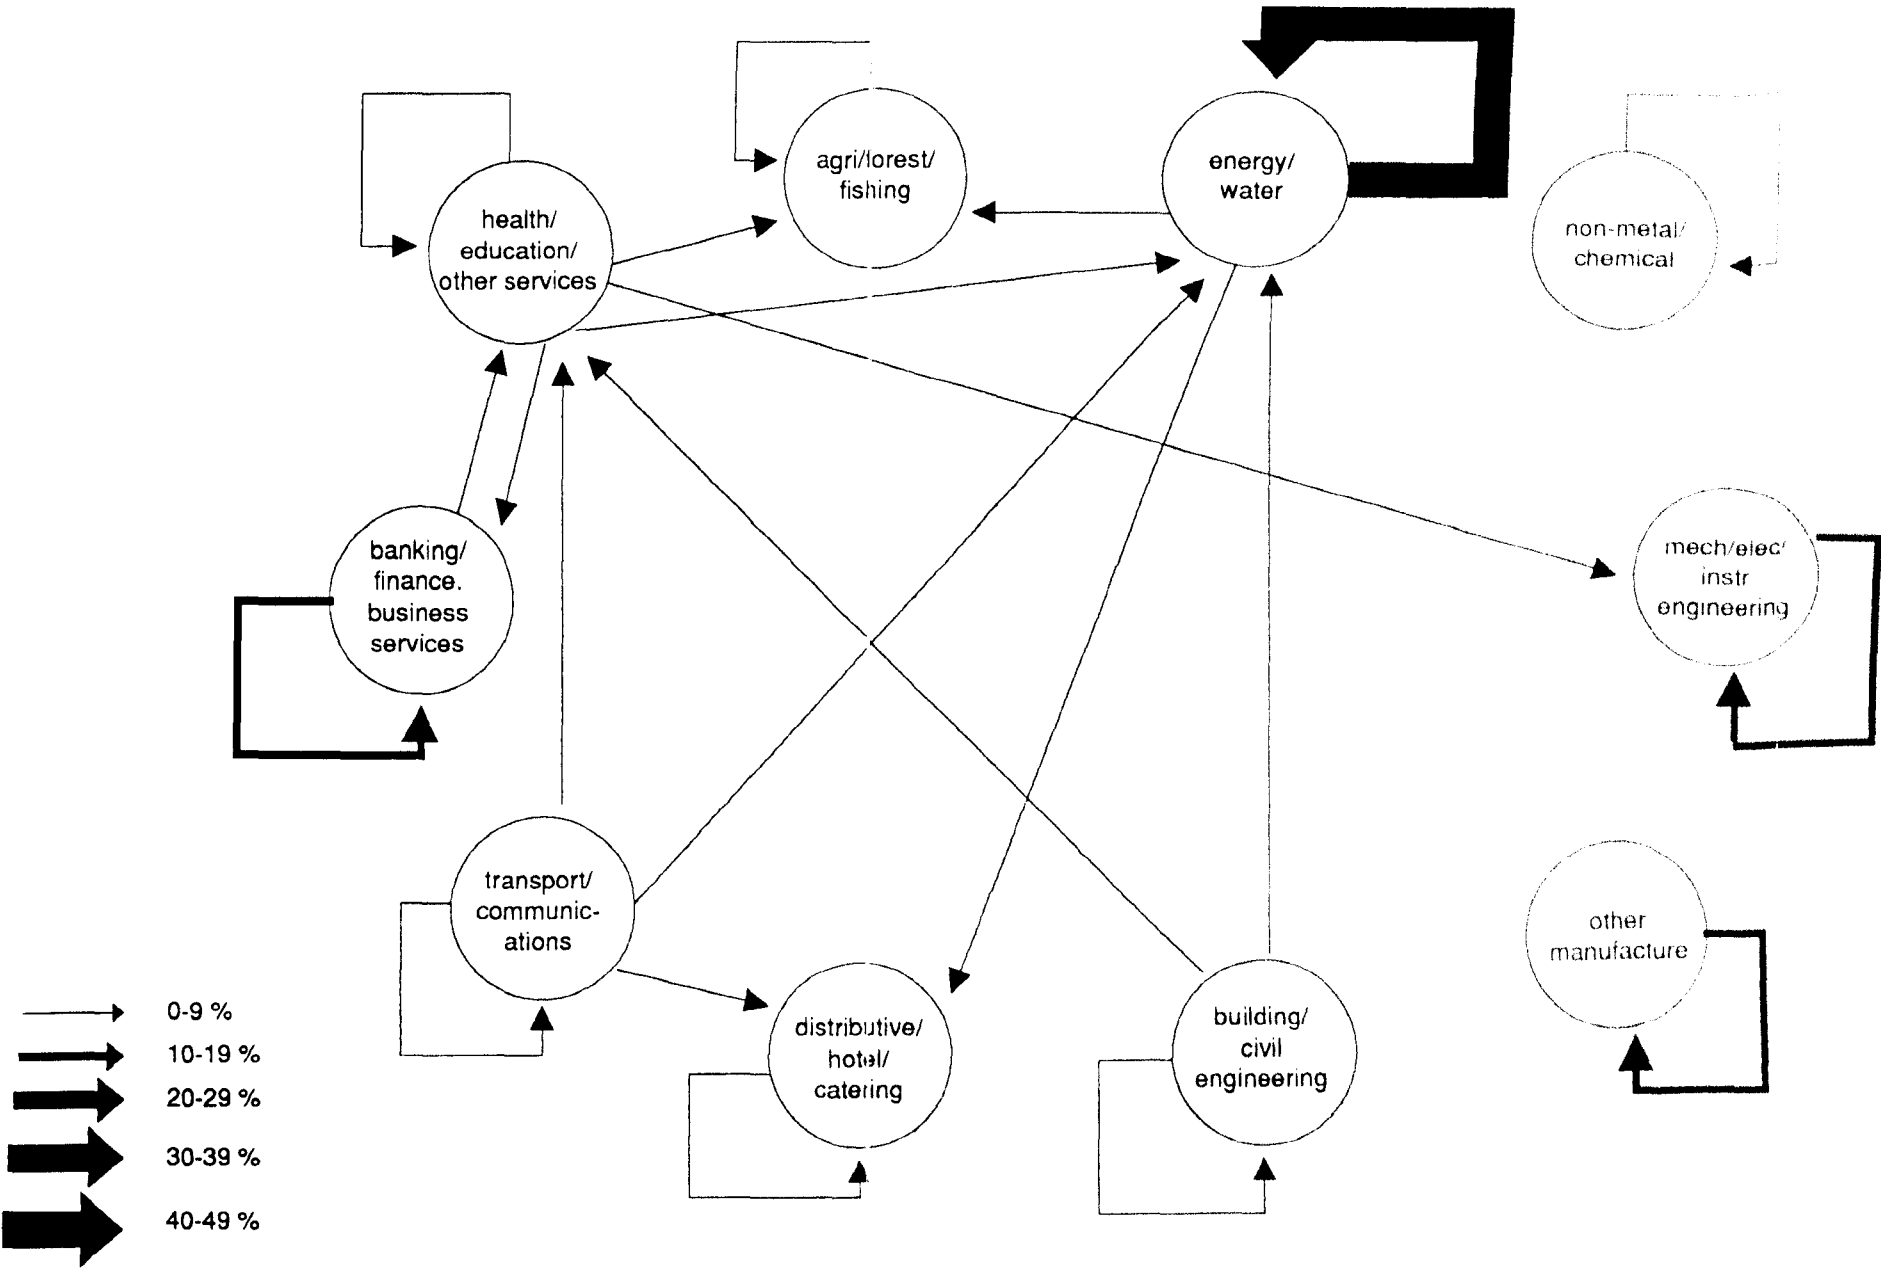 agri/forest/
fishing
energy/
water
non-metal/
chemical
health/
education/
other services
banking/
finance.
business
services
mech/elec/
instr
engineering
transport/
communic-
ations
other
manufacture
distributive/
hotel/
catering
building/
civil
engineering
0-9 %
10-19 %
20-29 %
30-39 %
40-49 %